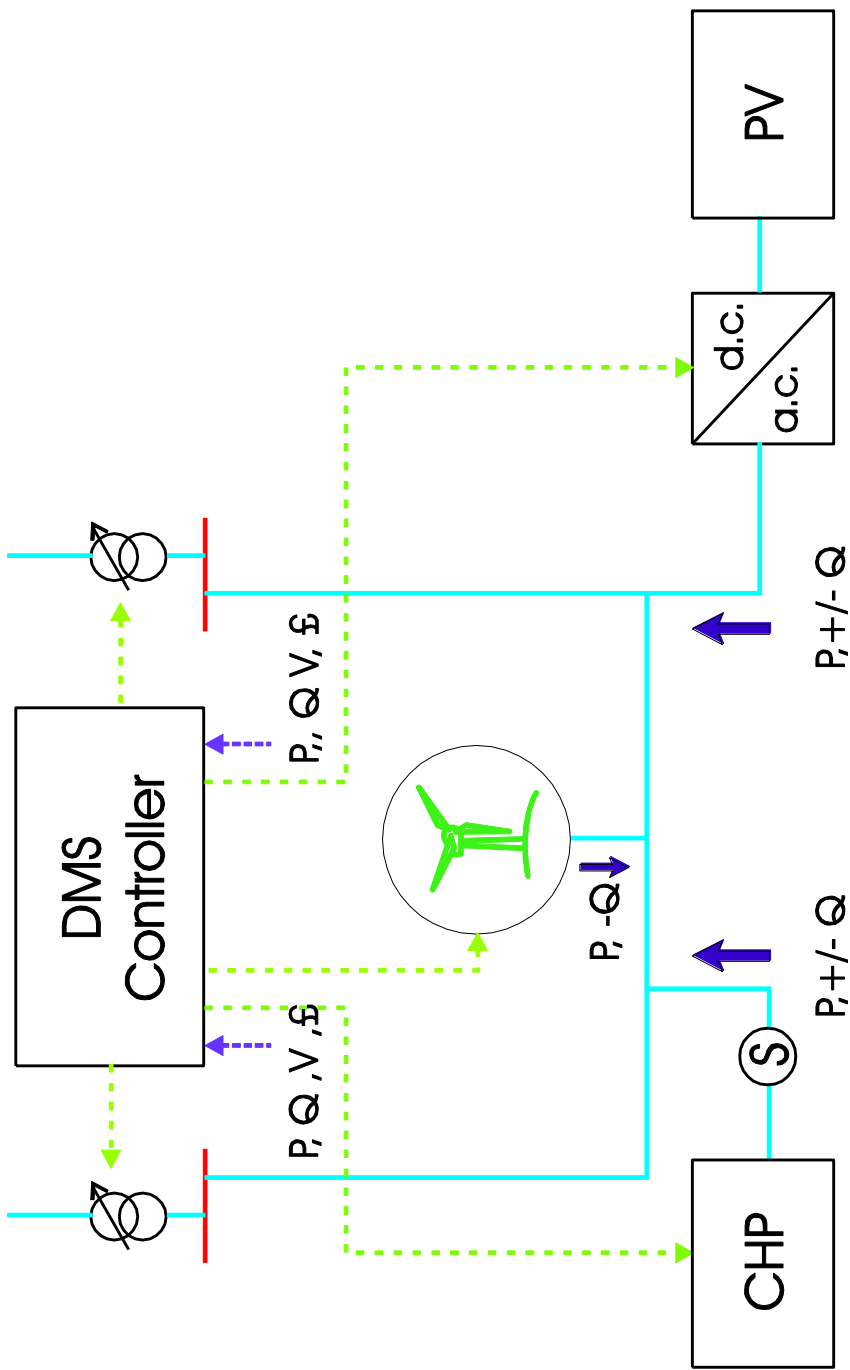 DMS
Controller
P, Q ,V ,£
P,, Q V, £
P, -Q
CHP
S
P,+/- Q
P,+/- Q
a.c.
d.c.
PV